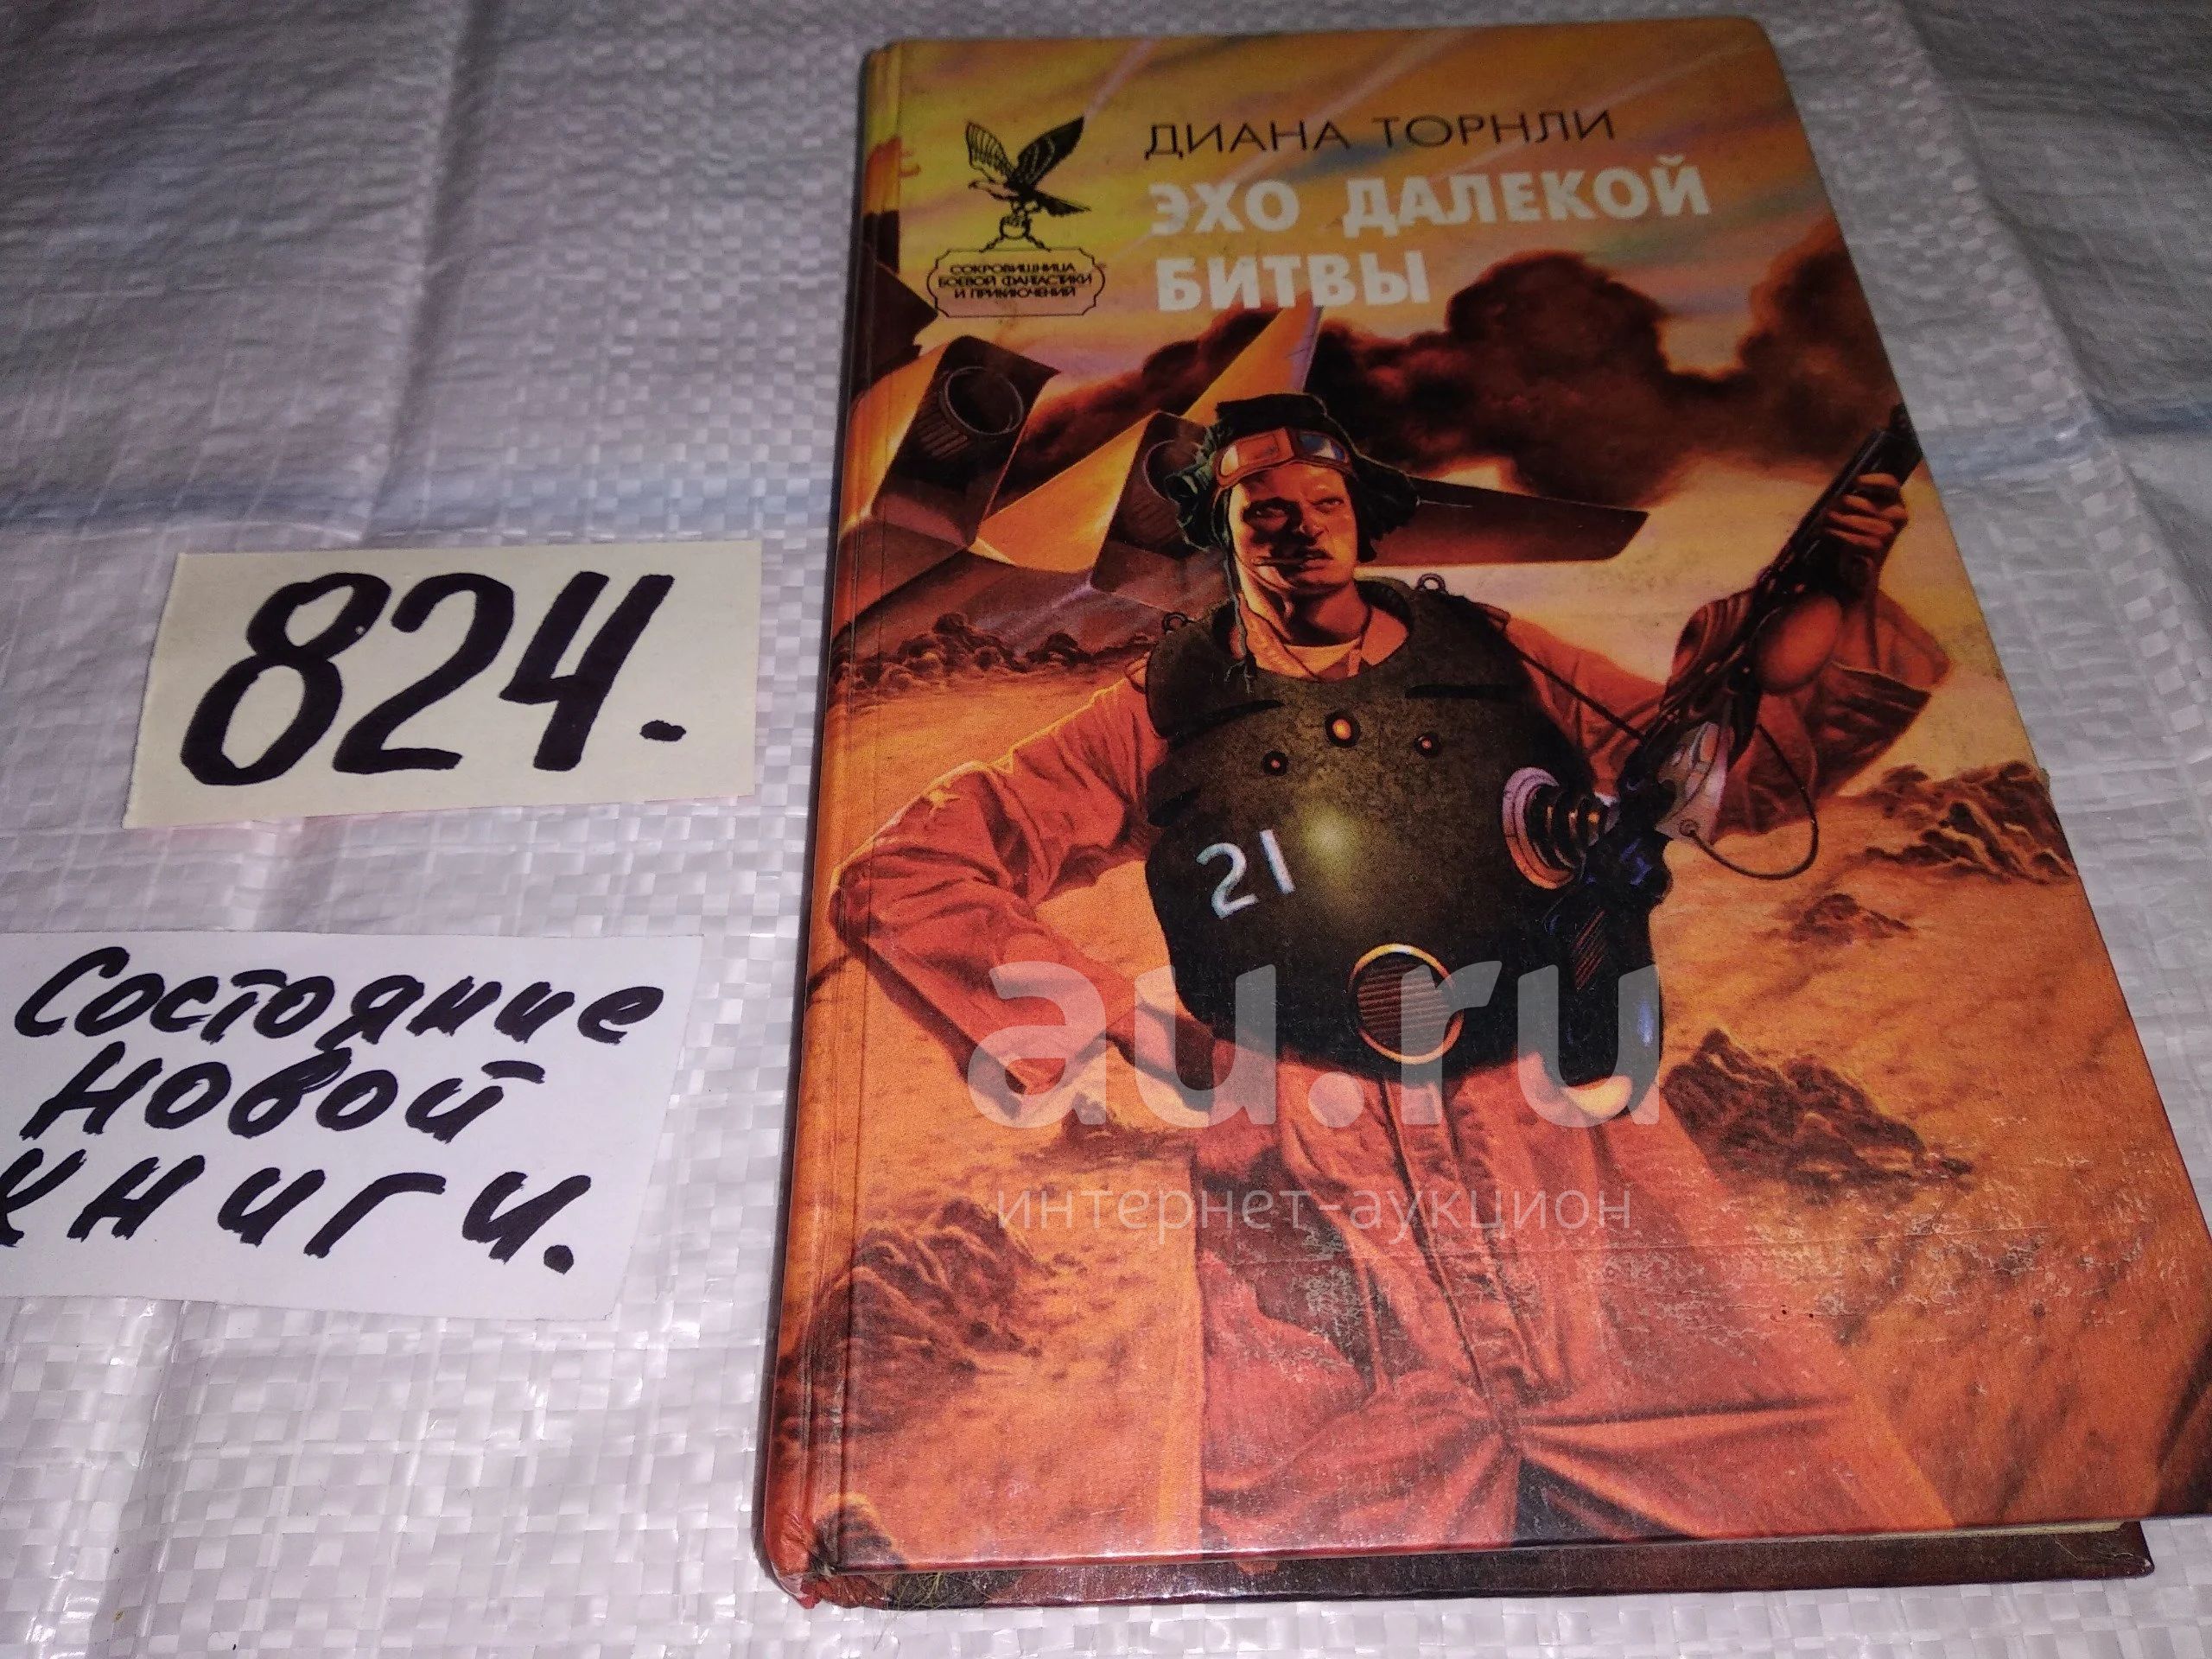 ДИАНА ТОРНЛИ
ЭХО ДАЛЕКОЙ
БИТВЫ
СОКРОВИЩНИЦА
БОЕВОЙ ФАНТАСТИКИ
И ПРИКЛЮЧЕНИЙ
824.
Состояние
новой
книги.
21
au.ru
интернет-аукцион